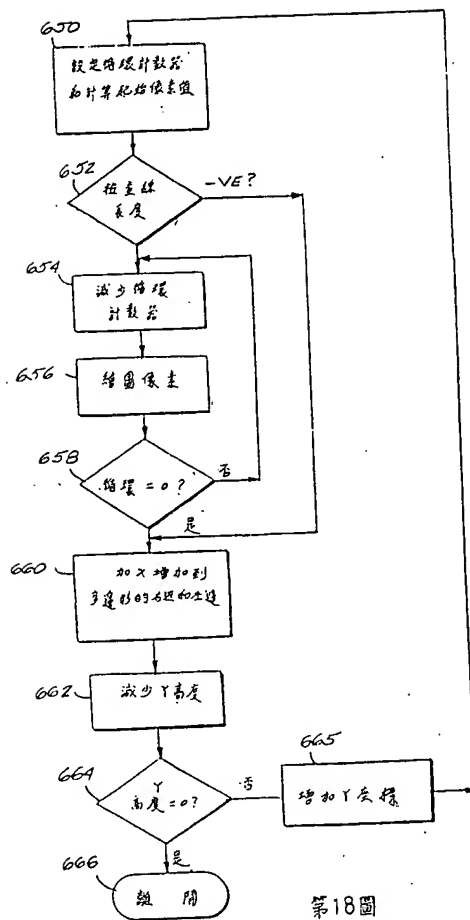 650
設定循環計數器
和計算起始像素值
652
檢查線
長度
-VE?
654
減少循環
計數器
656
繪圖像素
658
循環=0?
否
是
660
加X增加到
多邊形的右邊和左邊
662
減少Y高度
664
Y
高度=0?
否
665
增加Y座標
是
666
離開
第18圖